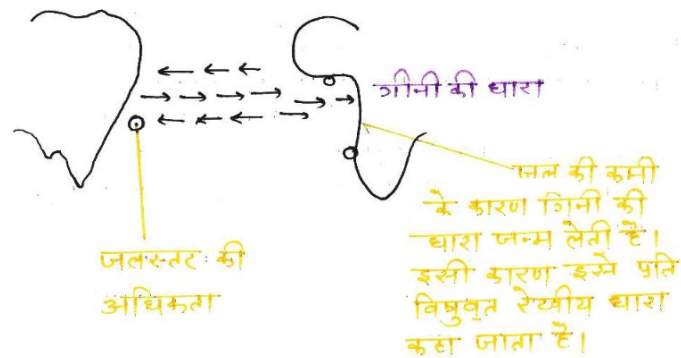 गीनी की धारा
जल की कमी
के कारण गिनी की
धारा जन्म लेती है।
इसी कारण इसे प्रति
विषुवत रेखीय धारा
कहा जाता है।
जलस्तर की
अधिकता